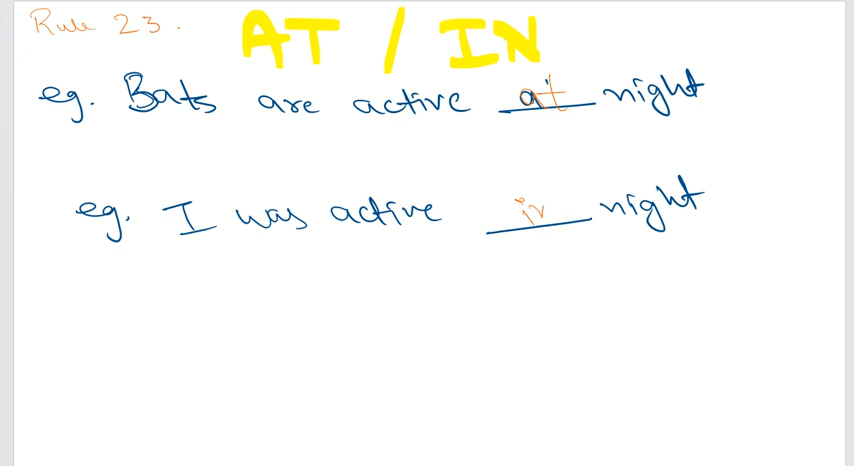 Rule 23.
AT / IN
eg. Bats are active at night
eg. I was active in night